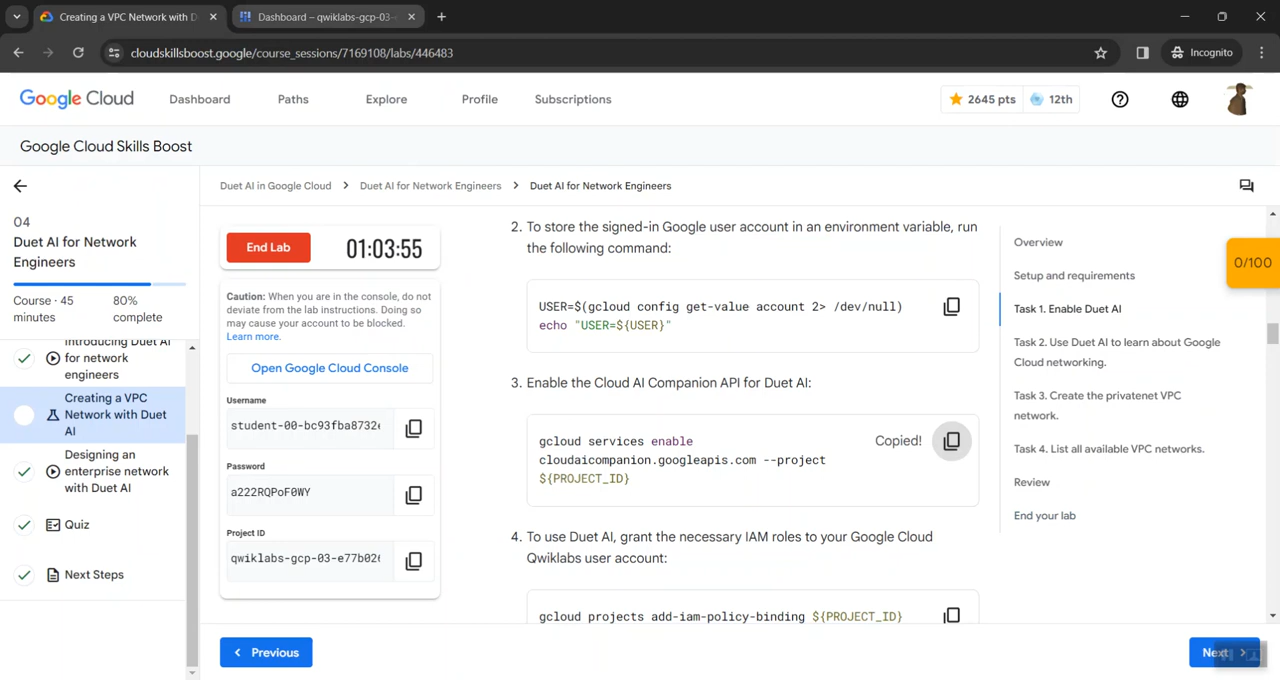 Creating a VPC Network with D
Dashboard – qwiklabs-gcp-03-
cloudskillsboost.google/course_sessions/7169108/labs/446483
Incognito
Google Cloud
Dashboard
Paths
Explore
Profile
Subscriptions
2645 pts
12th
Google Cloud Skills Boost
Duet AI in Google Cloud
Duet AI for Network Engineers
Duet AI for Network Engineers
04
Duet AI for Network
Engineers
Course · 45
minutes
80%
complete
Introducing Duet AI
for network
engineers
Creating a VPC
Network with Duet
AI
Designing an
enterprise network
with Duet AI
Quiz
Next Steps
End Lab
01:03:55
Caution: When you are in the console, do not
deviate from the lab instructions. Doing so
may cause your account to be blocked.
Learn more.
Open Google Cloud Console
Username
student-00-bc93fba8732e
Password
a222RQPoF0WY
Project ID
qwiklabs-gcp-03-e77b026
2. To store the signed-in Google user account in an environment variable, run
the following command:
USER=$(gcloud config get-value account 2> /dev/null)
echo "USER=${USER}"
3. Enable the Cloud AI Companion API for Duet AI:
gcloud services enable
cloudaicompanion.googleapis.com --project
${PROJECT_ID}
Copied!
4. To use Duet AI, grant the necessary IAM roles to your Google Cloud
Qwiklabs user account:
gcloud projects add-iam-policy-binding ${PROJECT_ID}
Overview
Setup and requirements
Task 1. Enable Duet AI
Task 2. Use Duet AI to learn about Google
Cloud networking.
Task 3. Create the privatenet VPC
network.
Task 4. List all available VPC networks.
Review
End your lab
0/100
Previous
Next